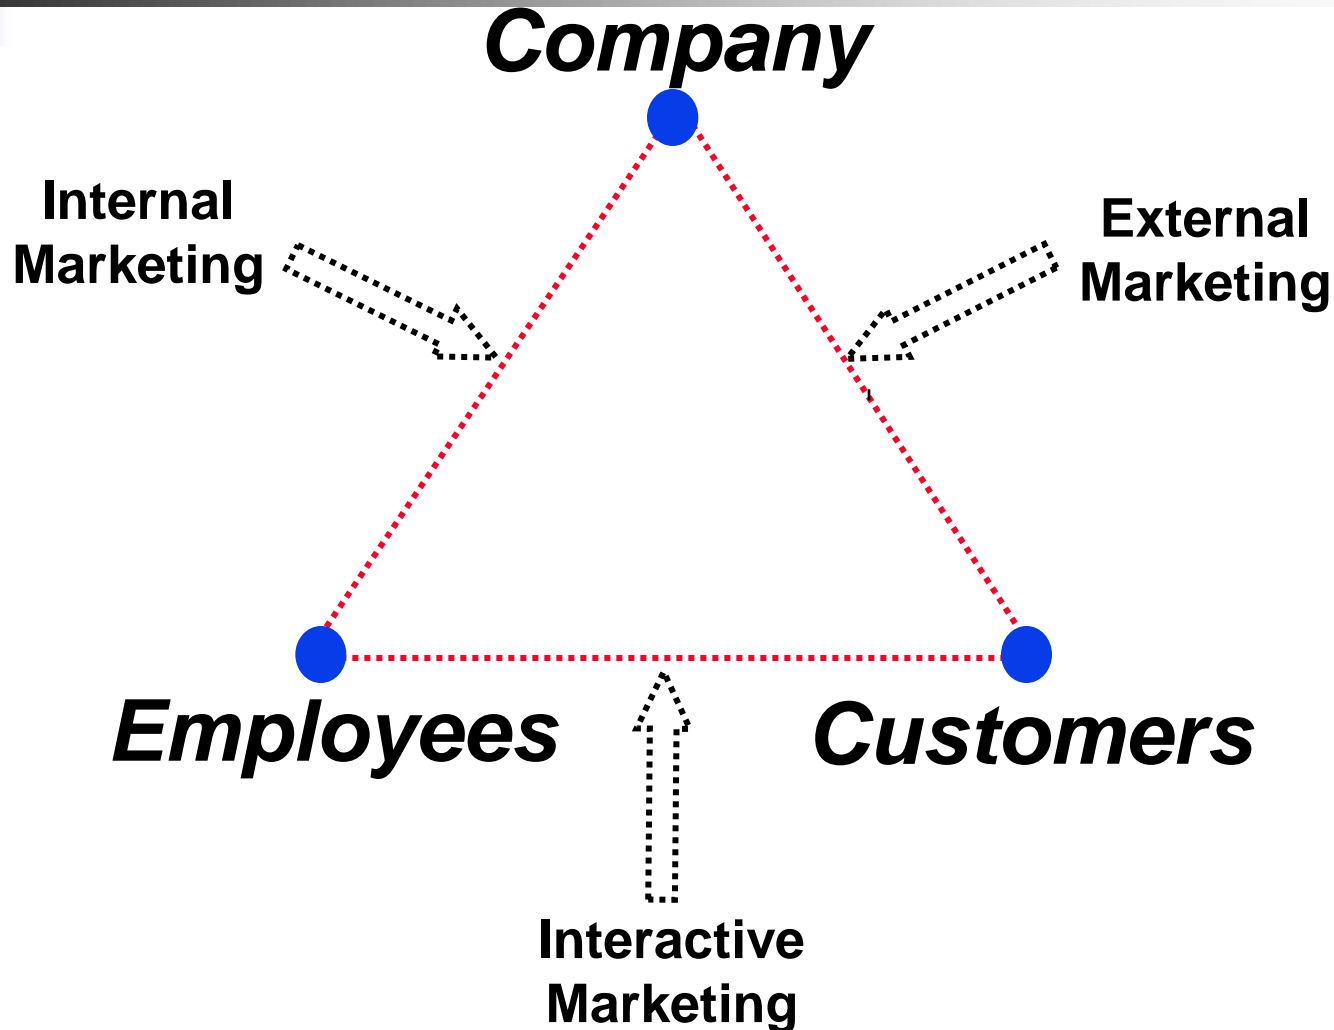 Company
Internal
Marketing
External
Marketing
Employees
Customers
Interactive
Marketing